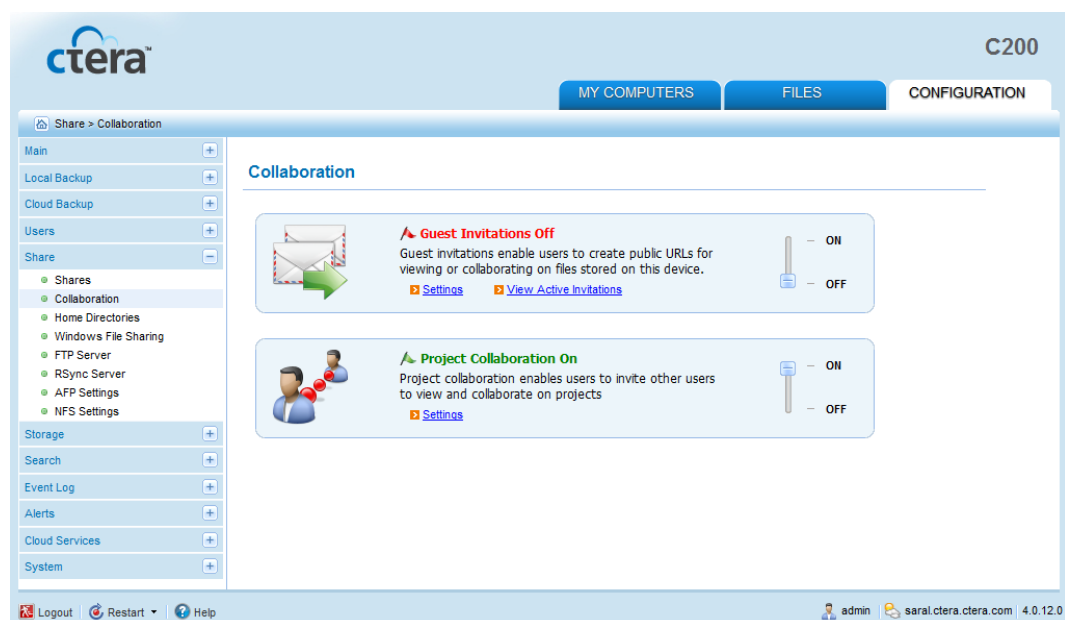 ctera™
C200
MY COMPUTERS
FILES
CONFIGURATION
Share > Collaboration
Main
Local Backup
Cloud Backup
Users
Share
Shares
Collaboration
Home Directories
Windows File Sharing
FTP Server
RSync Server
AFP Settings
NFS Settings
Storage
Search
Event Log
Alerts
Cloud Services
System
Collaboration
Guest Invitations Off
Guest invitations enable users to create public URLs for
viewing or collaborating on files stored on this device.
Settings View Active Invitations
ON
OFF
Project Collaboration On
Project collaboration enables users to invite other users
to view and collaborate on projects
Settings
ON
OFF
Logout Restart Help
admin saral.ctera.ctera.com 4.0.12.0